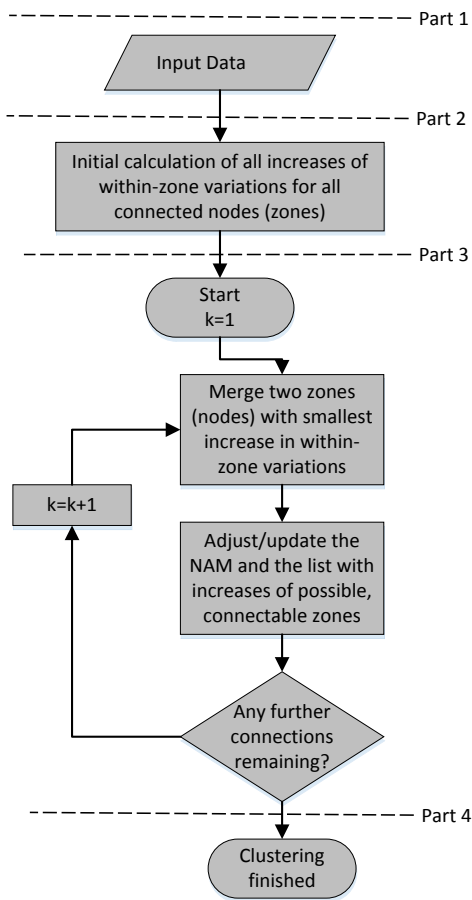 Part 1
Input Data
Part 2
Initial calculation of all increases of
within-zone variations for all
connected nodes (zones)
Part 3
Start
k=1
Merge two zones
(nodes) with smallest
increase in within-
zone variations
k=k+1
Adjust/update the
NAM and the list with
increases of possible,
connectable zones
Any further
connections
remaining?
Part 4
Clustering
finished